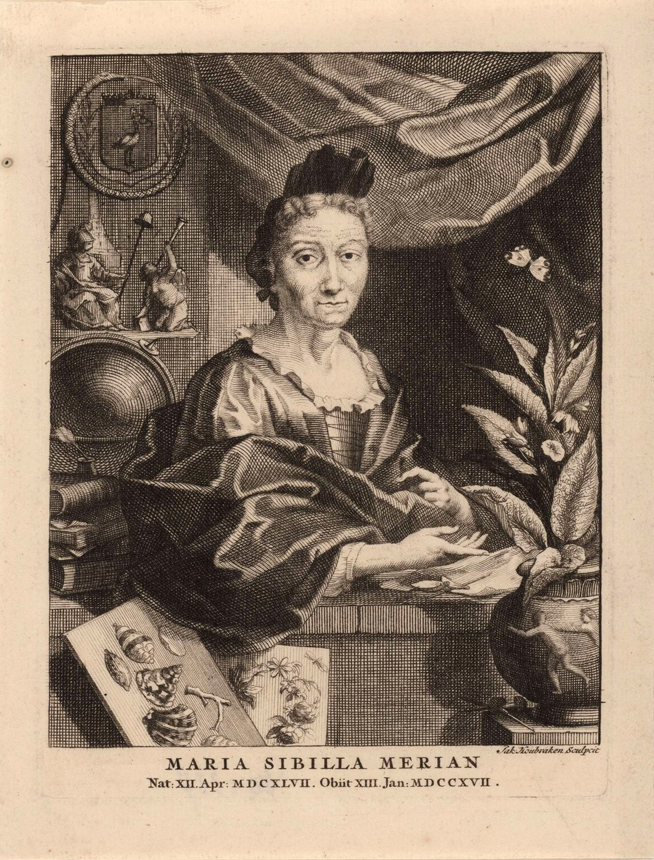 Jak Houbraken Sculpsit
MARIA SIBILLA MERIAN
Nat: XII. Apr: MDCXLVII. Obiit XIII. Jan: MDCCXVII.